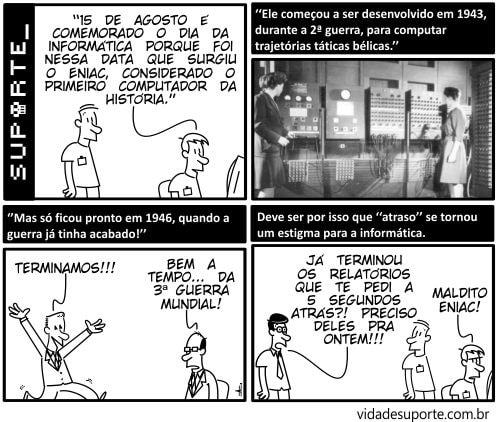 SUPORTE_
"15 DE AGOSTO É
COMEMORADO O DIA DA
INFORMÁTICA PORQUE FOI
NESSA DATA QUE SURGIU
O ENIAC, CONSIDERADO O
PRIMEIRO COMPUTADOR DA
HISTÓRIA."
"Ele começou a ser desenvolvido em 1943,
durante a 2ª guerra, para computar
trajetórias táticas bélicas."
"Mas só ficou pronto em 1946, quando a
guerra já tinha acabado!"
TERMINAMOS!!!
BEM A
TEMPO... DA
3ª GUERRA
MUNDIAL!
Deve ser por isso que "atraso" se tornou
um estigma para a informática.
JÁ TERMINOU
OS RELATÓRIOS
QUE TE PEDI A
5 SEGUNDOS
ATRÁS?! PRECISO
DELES PRA
ONTEM!!!
MALDITO
ENIAC!
vidadesuporte.com.br